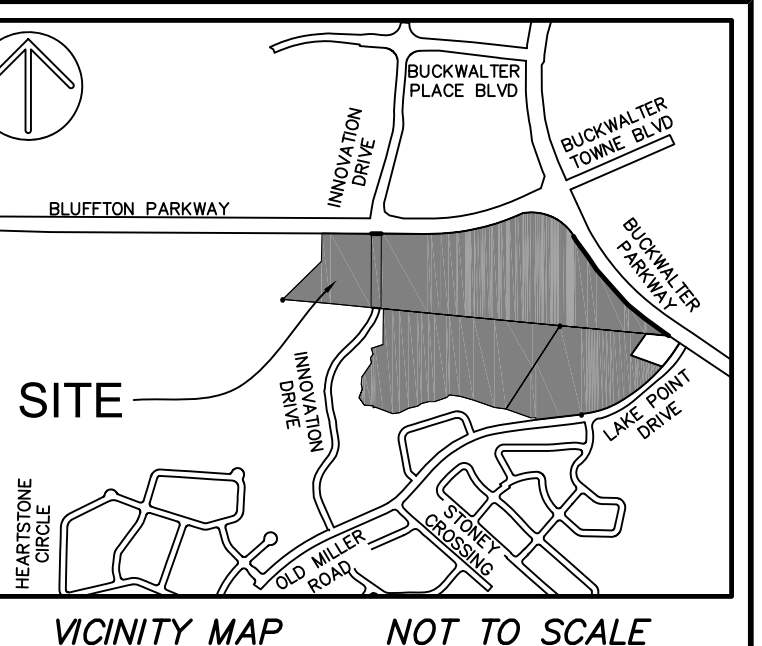 BUCKWALTER
PLACE BLVD
INNOVATION
DRIVE
BUCKWALTER
TOWNE BLVD
BLUFFTON PARKWAY
BUCKWALTER
PARKWAY
SITE
INNOVATION
DRIVE
LAKE POINT
DRIVE
HEARTSTONE
CIRCLE
STONEY
CROSSING
OLD MILLER
ROAD
VICINITY MAP
NOT TO SCALE